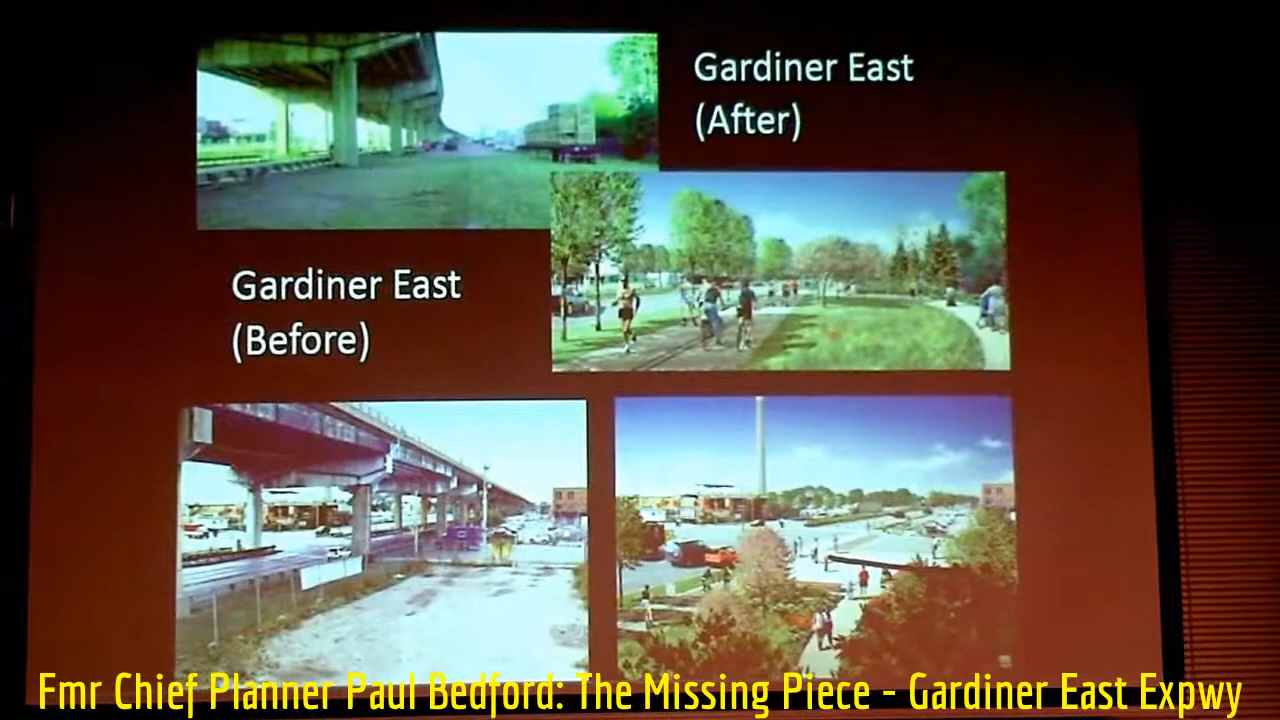 Gardiner East
(After)
Gardiner East
(Before)
Fmr Chief Planner Paul Bedford: The Missing Piece - Gardiner East Expwy